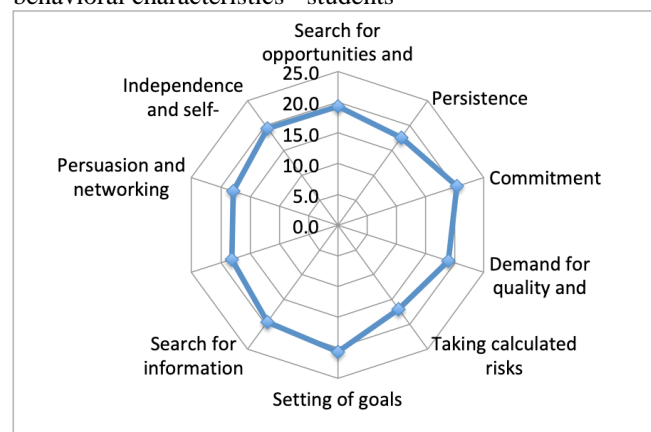 behavioral characteristics – students
Search for
opportunities and
Persistence
Commitment
Demand for
quality and
Taking calculated
risks
Setting of goals
Search for
information
Persuasion and
networking
Independence
and self-
25.0
20.0
15.0
10.0
5.0
0.0